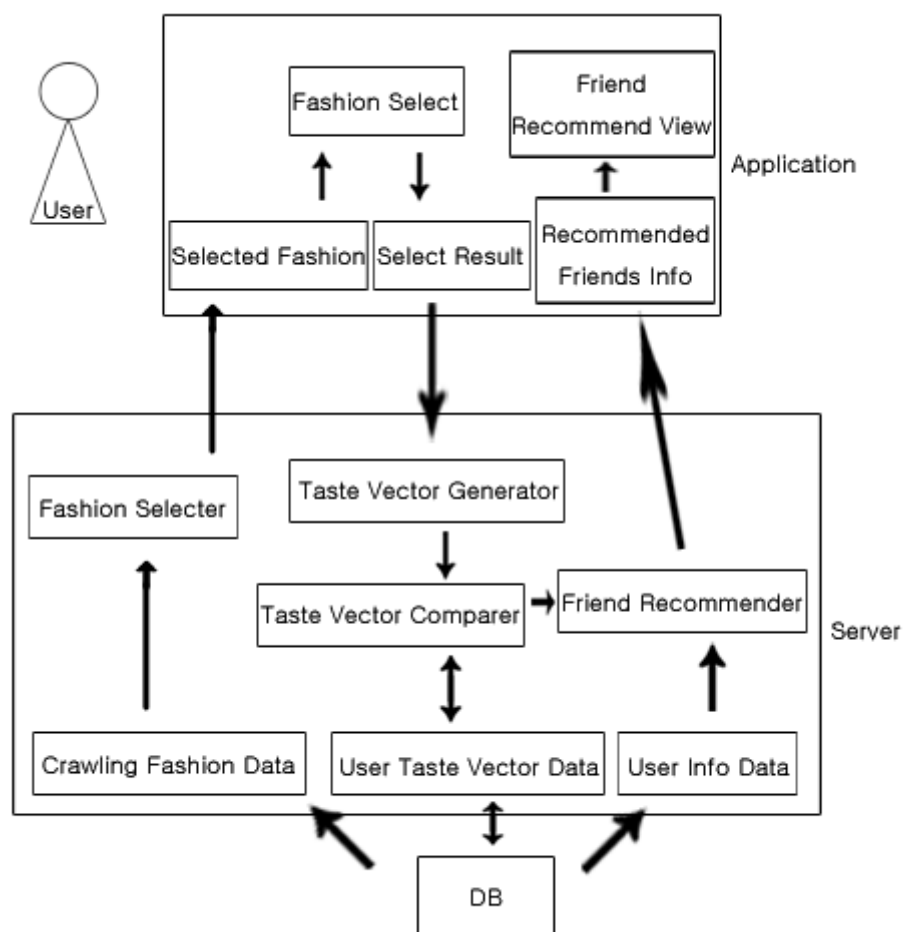 Fashion Select
Friend
Recommend View
Application
User
Selected Fashion
Select Result
Recommended
Friends Info
Fashion Selecter
Taste Vector Generator
Taste Vector Comparer
Friend Recommender
Server
Crawling Fashion Data
User Taste Vector Data
User Info Data
DB